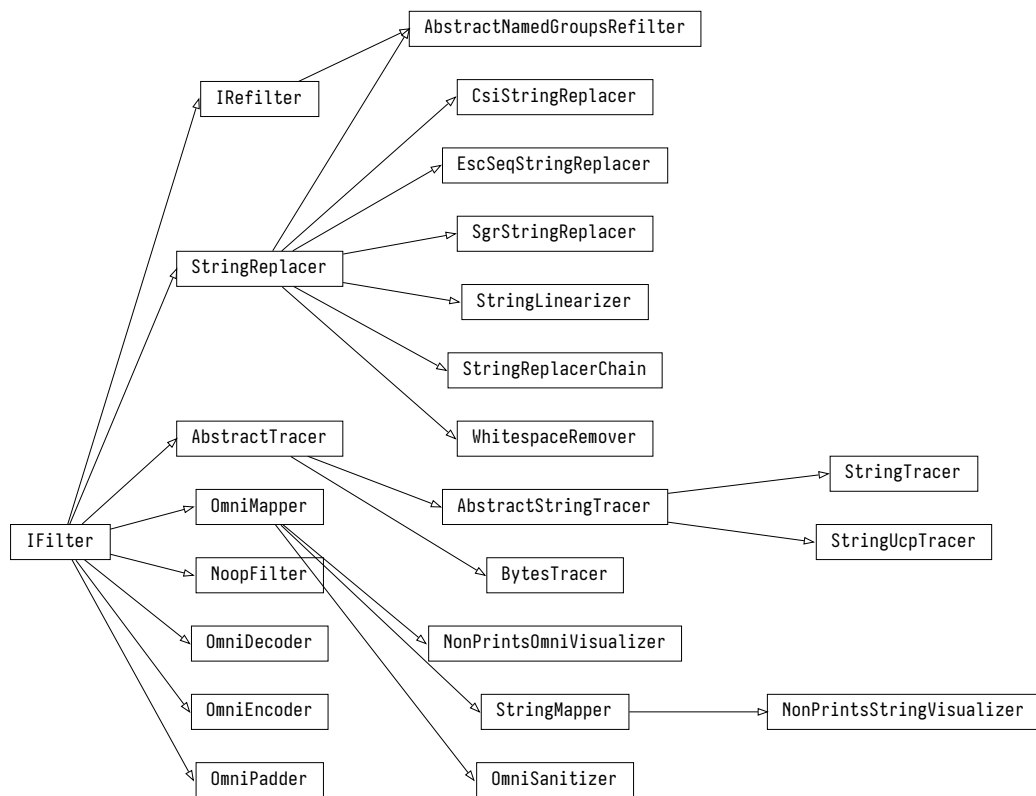 AbstractNamedGroupsRefilter
IRefilter
CsiStringReplacer
EscSeqStringReplacer
SgrStringReplacer
StringReplacer
StringLinearizer
StringReplacerChain
AbstractTracer
WhitespaceRemover
StringTracer
OmniMapper
AbstractStringTracer
IFilter
StringUcpTracer
NoopFilter
BytesTracer
OmniDecoder
NonPrintsOmniVisualizer
OmniEncoder
StringMapper
NonPrintsStringVisualizer
OmniPadder
OmniSanitizer